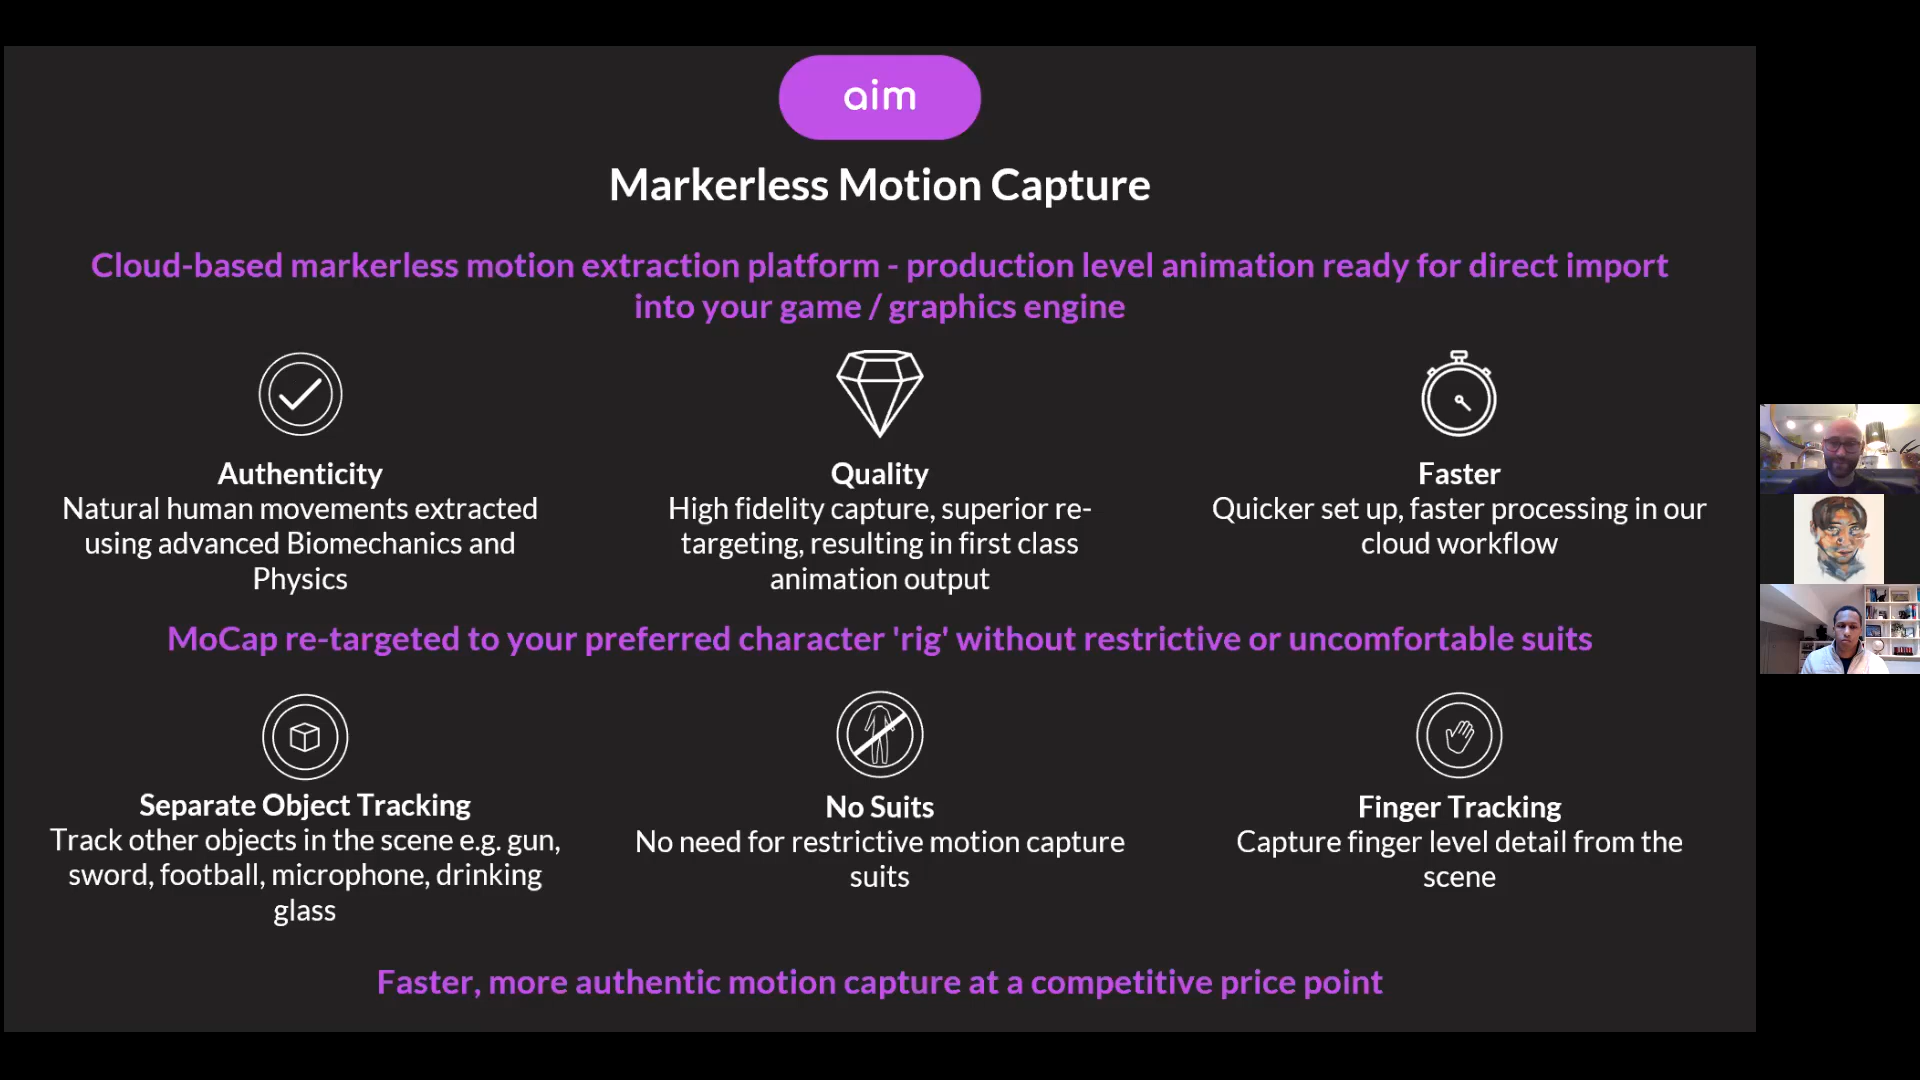 aim
Markerless Motion Capture
Cloud-based markerless motion extraction platform - production level animation ready for direct import
into your game / graphics engine
Authenticity
Natural human movements extracted
using advanced Biomechanics and
Physics
Quality
High fidelity capture, superior re-
targeting, resulting in first class
animation output
Faster
Quicker set up, faster processing in our
cloud workflow
MoCap re-targeted to your preferred character 'rig' without restrictive or uncomfortable suits
Separate Object Tracking
Track other objects in the scene e.g. gun,
sword, football, microphone, drinking
glass
No Suits
No need for restrictive motion capture
suits
Finger Tracking
Capture finger level detail from the
scene
Faster, more authentic motion capture at a competitive price point